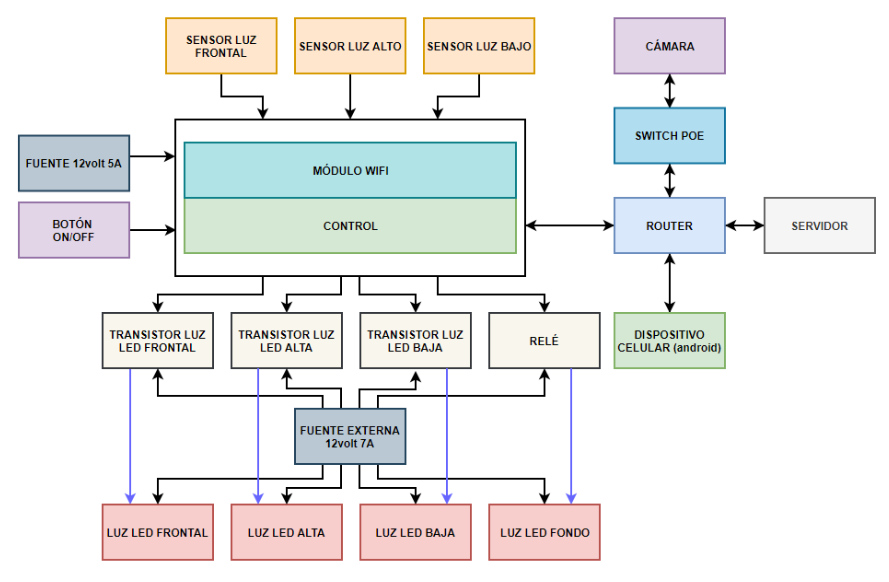 SENSOR LUZ
FRONTAL
SENSOR LUZ ALTO
SENSOR LUZ BAJO
CÁMARA
FUENTE 12volt 5A
MÓDULO WIFI
SWITCH POE
BOTÓN
ON/OFF
CONTROL
ROUTER
SERVIDOR
TRANSISTOR LUZ
LED FRONTAL
TRANSISTOR LUZ
LED ALTA
TRANSISTOR LUZ
LED BAJA
RELÉ
DISPOSITIVO
CELULAR (android)
FUENTE EXTERNA
12volt 7A
LUZ LED FRONTAL
LUZ LED ALTA
LUZ LED BAJA
LUZ LED FONDO